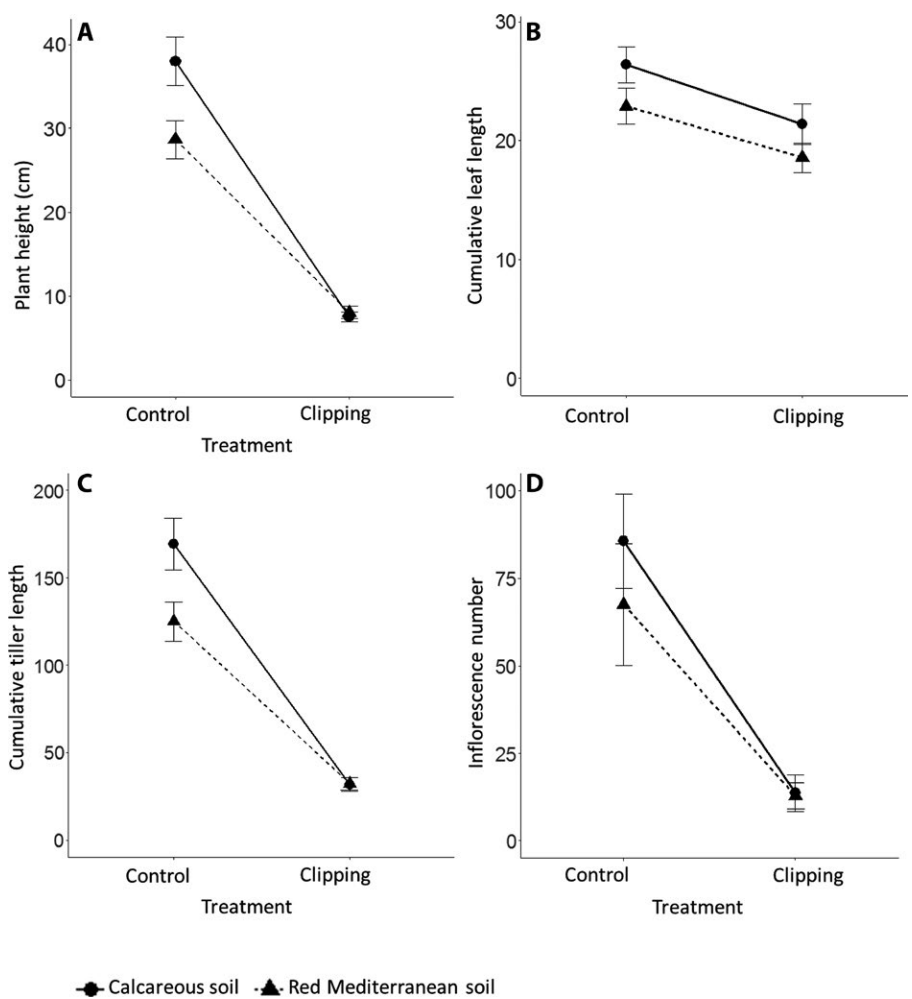 A
Plant height (cm)
40
30
20
10
0
Control
Clipping
Treatment
B
Cumulative leaf length
30
20
10
0
Control
Clipping
Treatment
C
Cumulative tiller length
200
150
100
50
0
Control
Clipping
Treatment
D
Inflorescence number
100
75
50
25
0
Control
Clipping
Treatment
Calcareous soil
Red Mediterranean soil